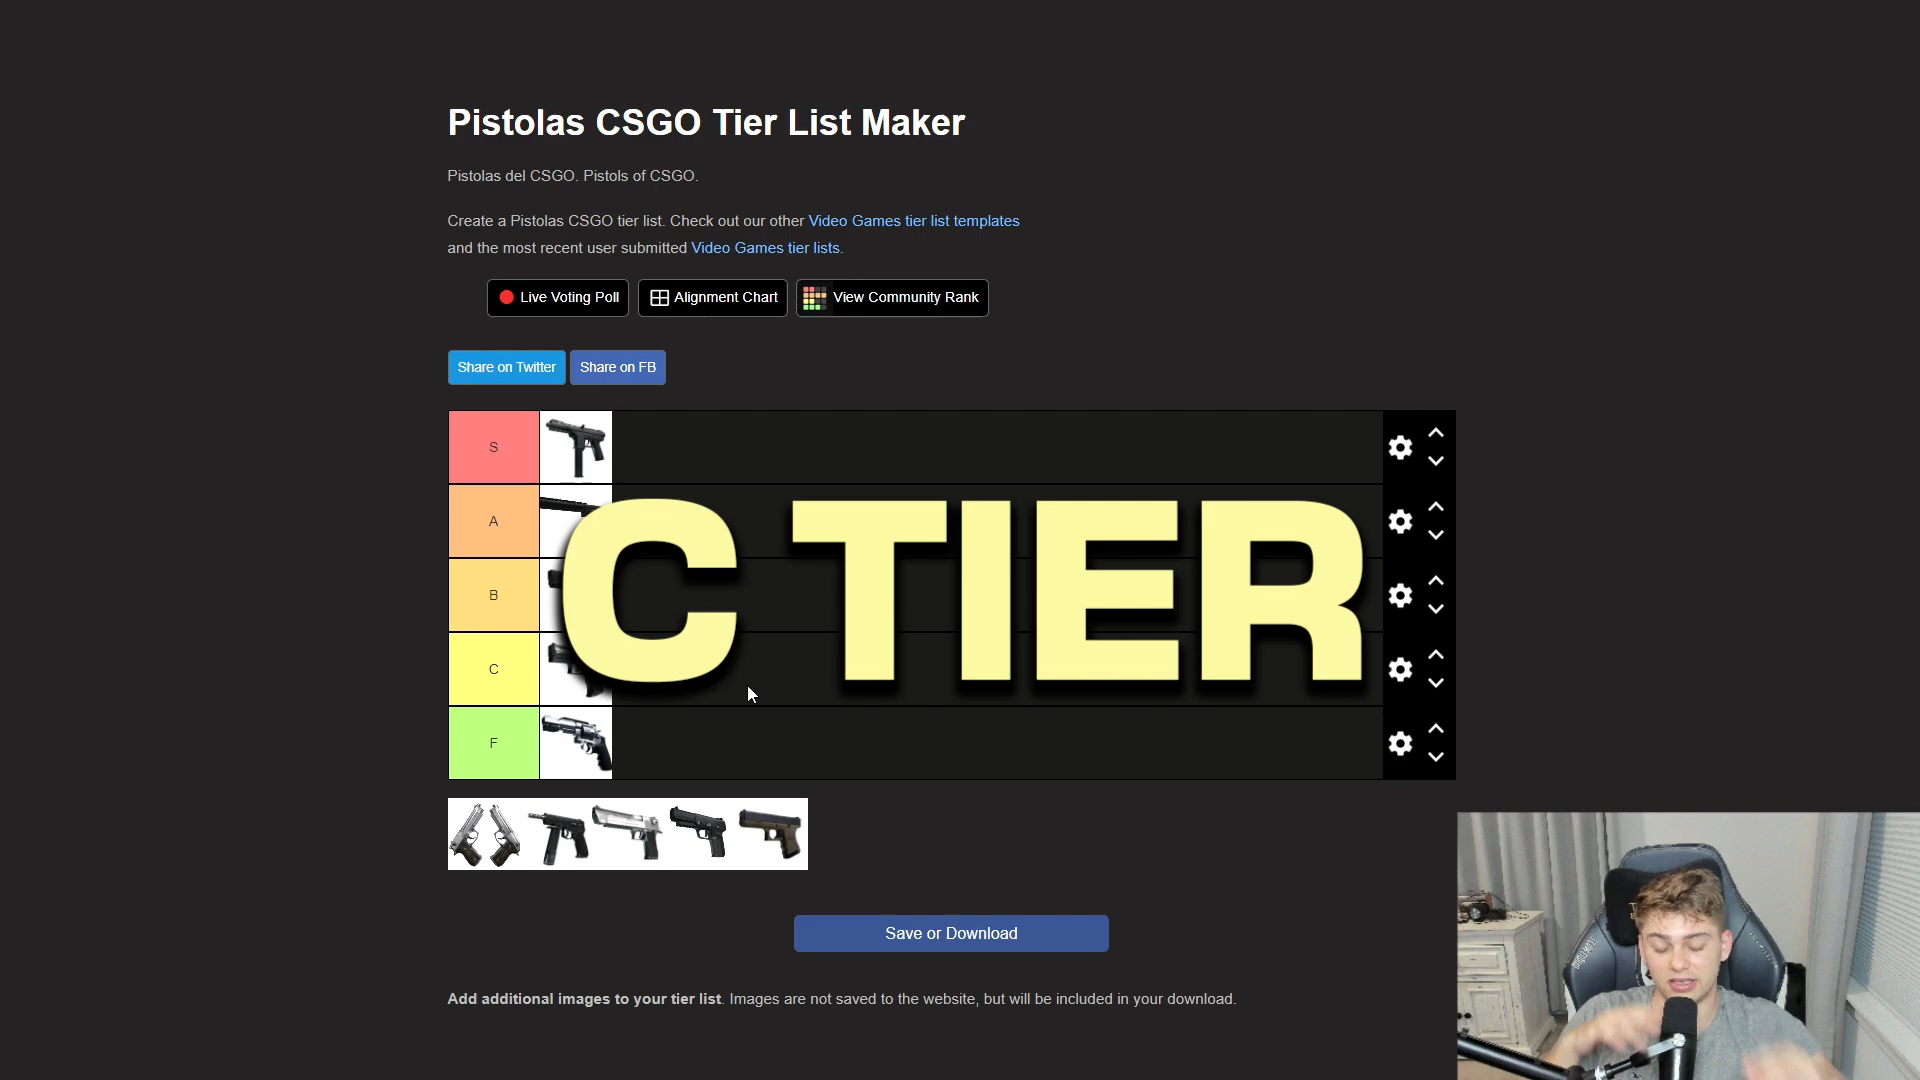 Pistolas CSGO Tier List Maker
Pistolas del CSGO. Pistols of CSGO.
Create a Pistolas CSGO tier list. Check out our other Video Games tier list templates
and the most recent user submitted Video Games tier lists.
Live Voting Poll
Alignment Chart
View Community Rank
Share on Twitter
Share on FB
S
A
B
C
F
C TIER
Save or Download
Add additional images to your tier list. Images are not saved to the website, but will be included in your download.